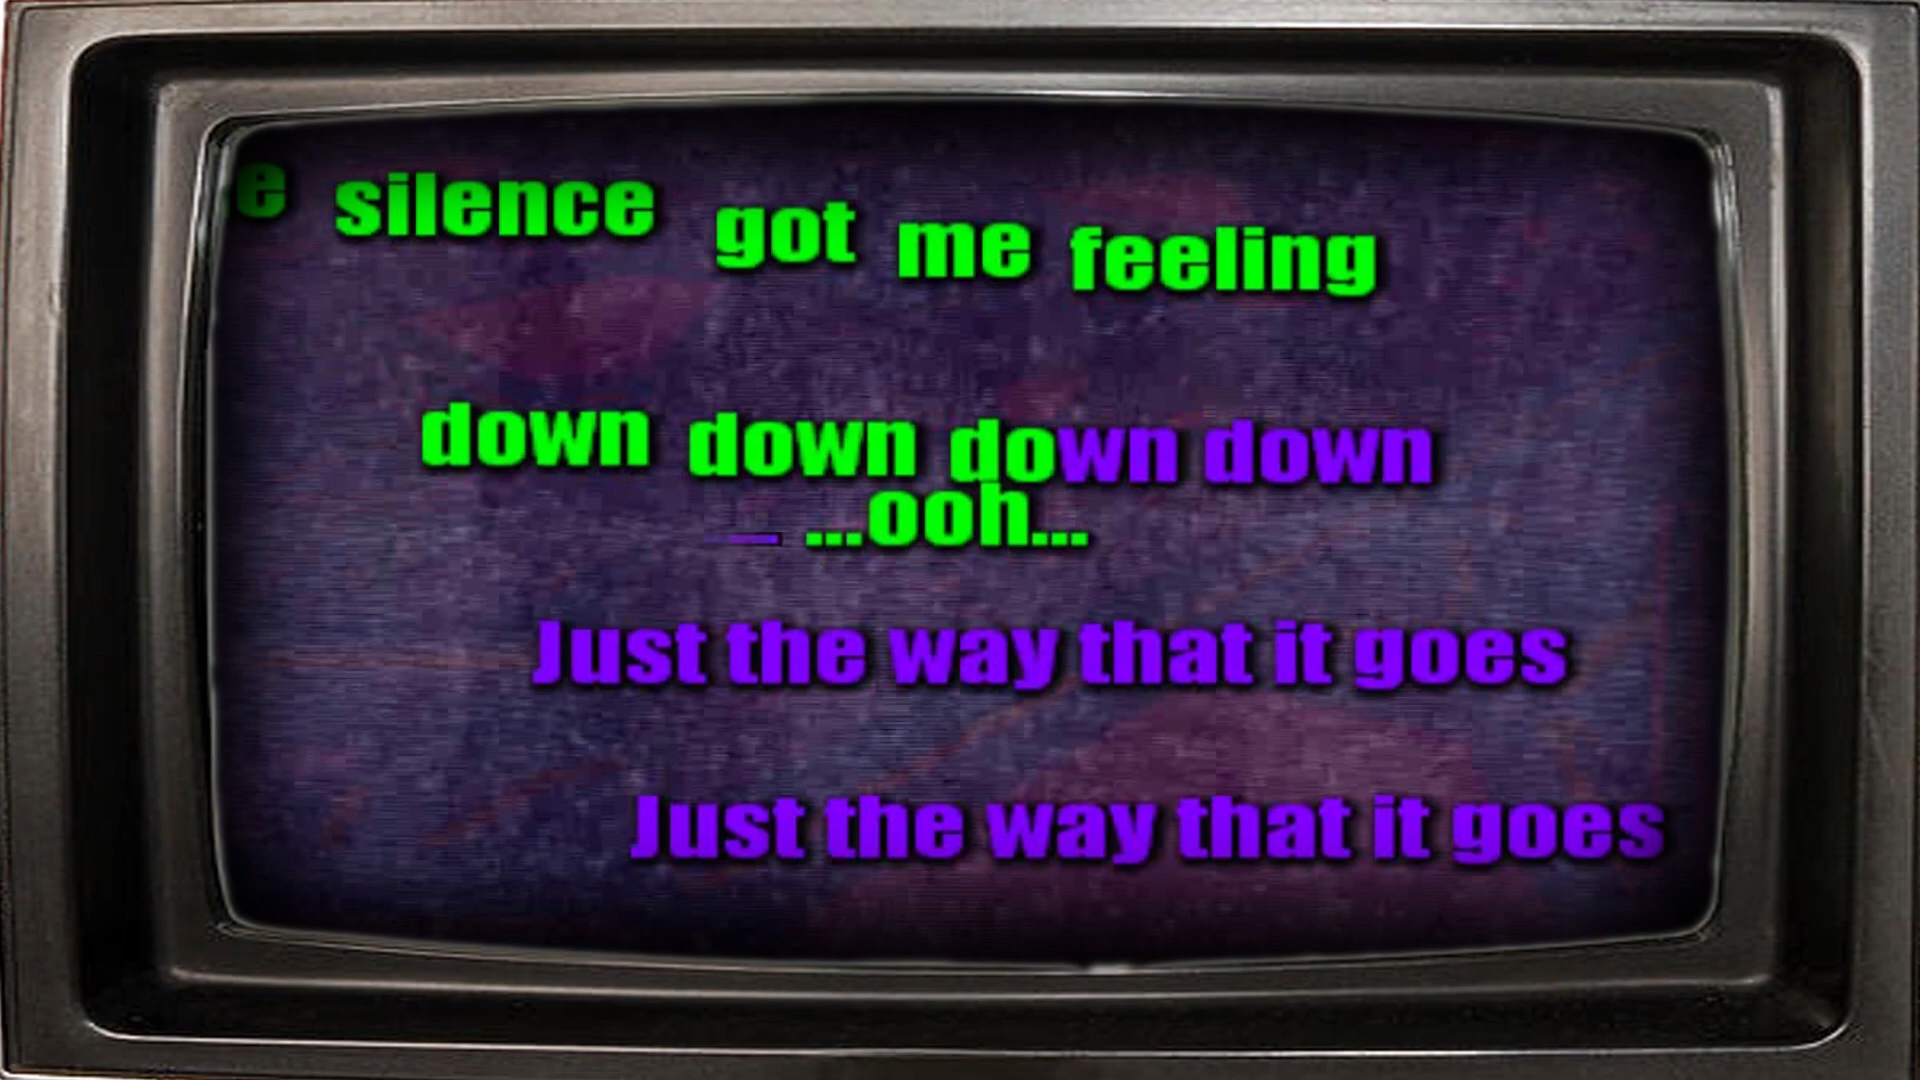 silence got me feeling
down down down down
...ooh...
Just the way that it goes
Just the way that it goes